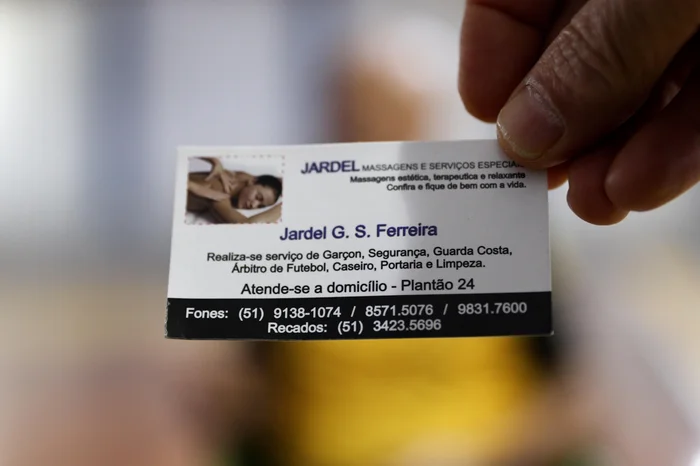 JARDEL MASSAGENS E SERVIÇOS
Massagens estética, terapeutica e relaxantes
Confira e fique de bem com a vida.
Jardel G. S. Ferreira
Realiza-se serviço de Garçon, Segurança, Guarda Costa,
Árbitro de Futebol, Caseiro, Portaria e Limpeza.
Atende-se a domicílio - Plantão 24
Fones: (51) 9138-1074 / 8571.5076 / 9831.7600
Recados: (51) 3423.5696